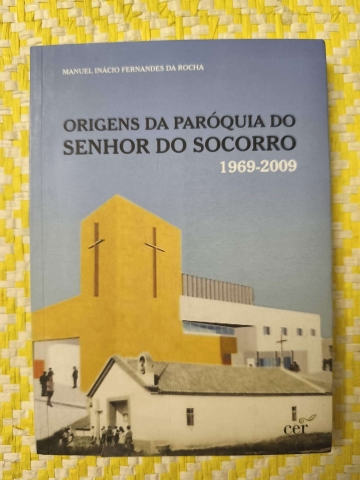 MANUEL INÁCIO FERNANDES DA ROCHA
ORIGENS DA PARÓQUIA DO
SENHOR DO SOCORRO
1969-2009
cer